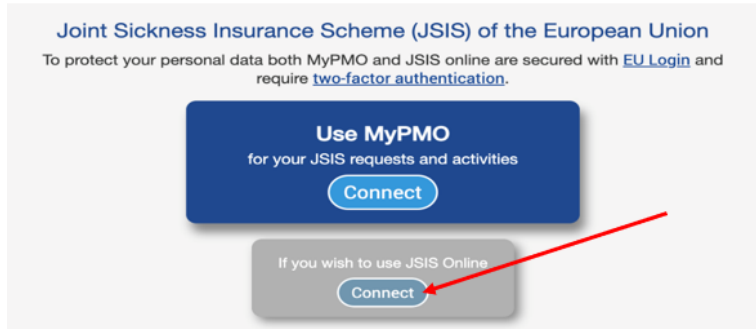 Joint Sickness Insurance Scheme (JSIS) of the European Union
To protect your personal data both MyPMO and JSIS online are secured with EU Login and
require two-factor authentication.
Use MyPMO
for your JSIS requests and activities
Connect
If you wish to use JSIS Online
Connect